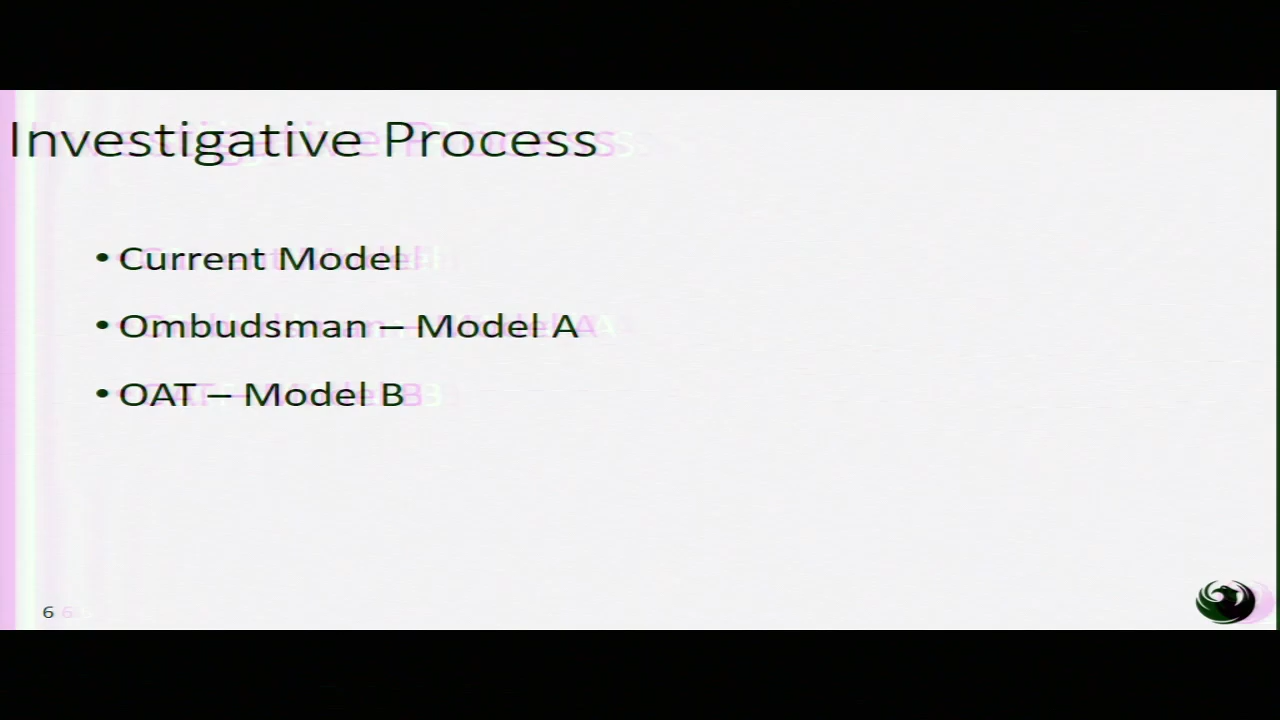 Investigative Process
• Current Model
• Ombudsman – Model A
• OAT – Model B
6